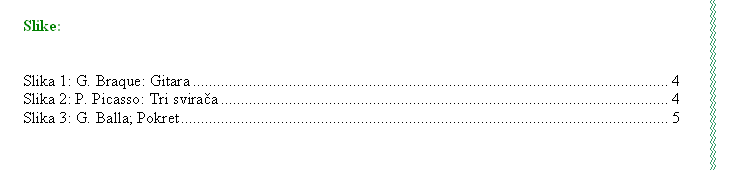 Slike:
Slika 1: G. Braque: Gitara ........................................................................................................ 4
Slika 2: P. Picasso: Tri svirača .................................................................................................. 4
Slika 3: G. Balla; Pokret........................................................................................................... 5